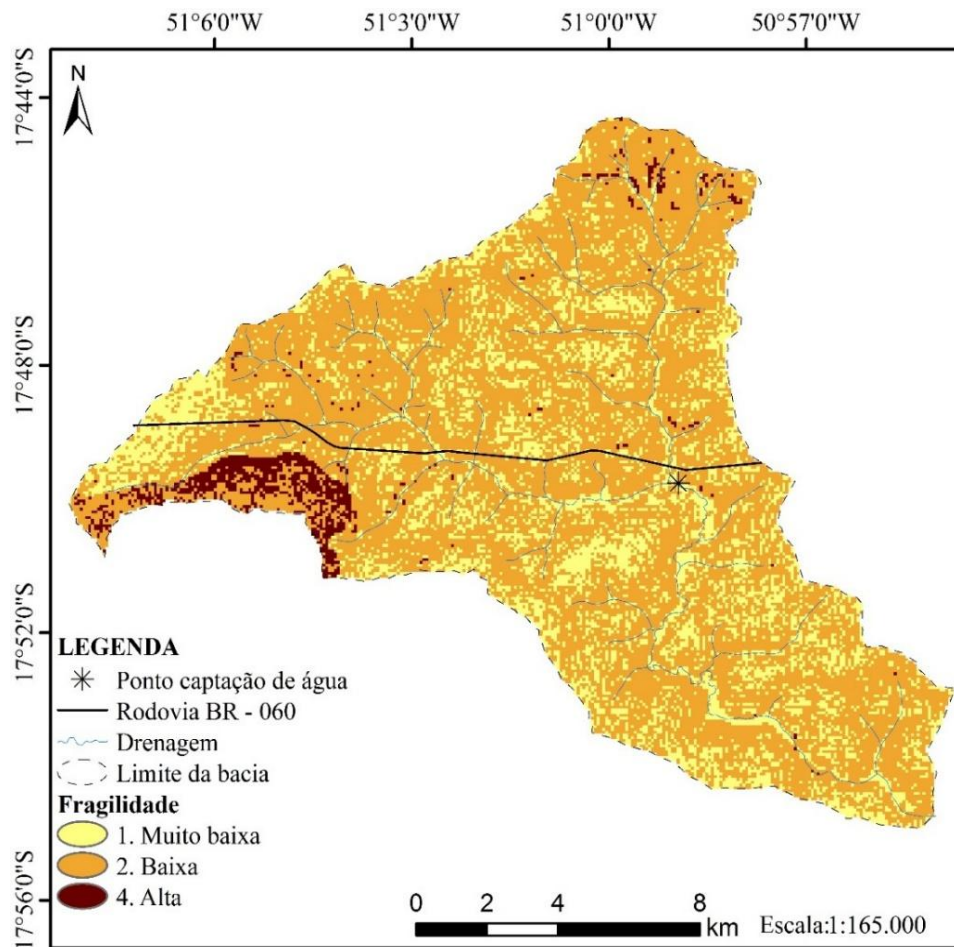 51°6'0"W 51°3'0"W 51°0'0"W 50°57'0"W
N
17°44'0"S
17°48'0"S
17°52'0"S
LEGENDA
Ponto captação de água
Rodovia BR - 060
Drenagem
Limite da bacia
Fragilidade
1. Muito baixa
2. Baixa
4. Alta
17°56'0"S
0 2 4 8
km
Escala:1:165.000